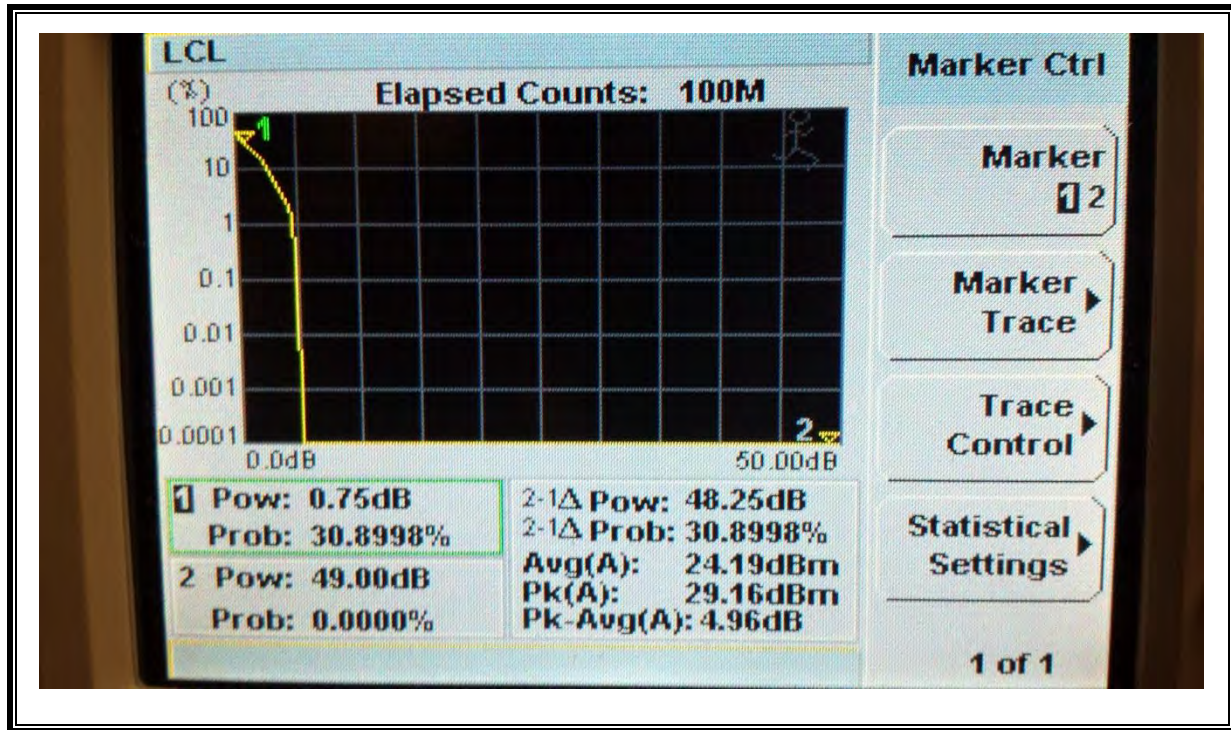 LCL
(%)
Elapsed Counts: 100M
100
10
1
0.1
0.01
0.001
0.0001
1
2
0.0dB
50.00dB
1 Pow: 0.75dB
Prob: 30.8998%
2 Pow: 49.00dB
Prob: 0.0000%
2-1Δ Pow: 48.25dB
2-1Δ Prob: 30.8998%
Avg(A): 24.19dBm
Pk(A): 29.16dBm
Pk-Avg(A): 4.96dB
Marker Ctrl
Marker
1 2
Marker
Trace
Trace
Control
Statistical
Settings
1 of 1